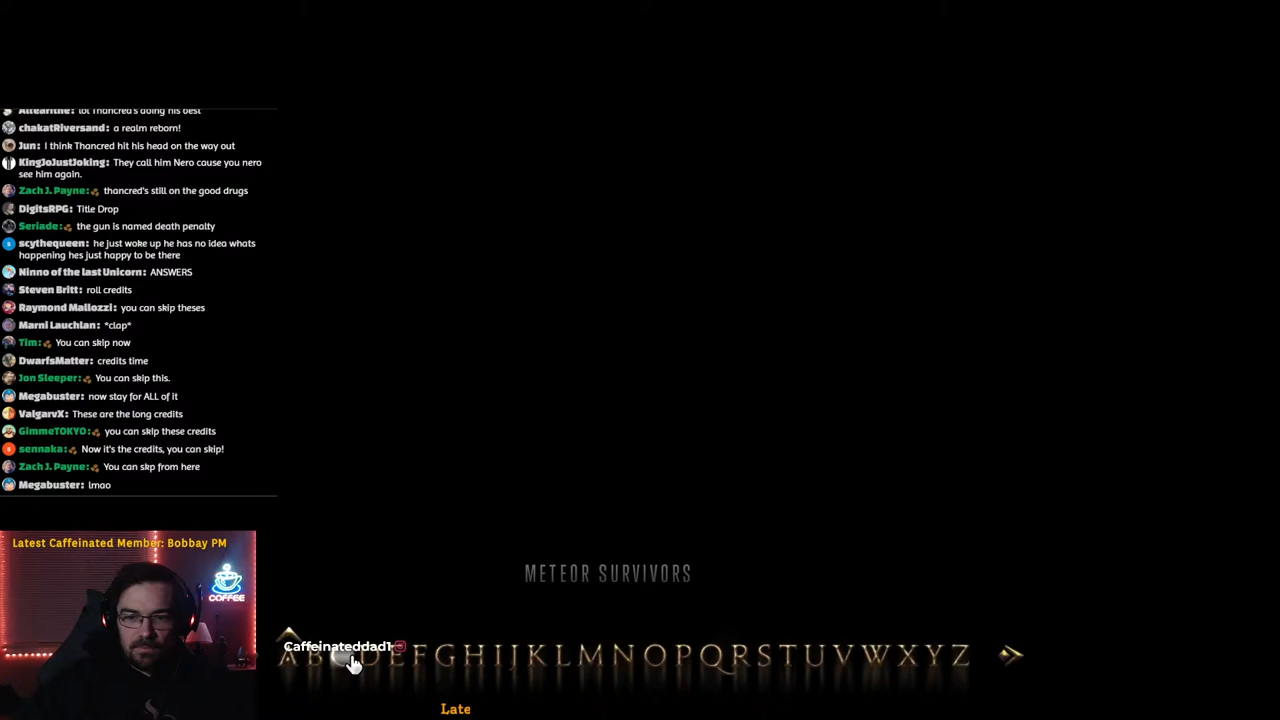 Altearithe: lol Thancred's doing his best
chakatRiversand: a realm reborn!
Jun: I think Thancred hit his head on the way out
KingJoJustJoking: They call him Nero cause you nero
see him again.
Zach J. Payne: thancred's still on the good drugs
DigitsRPG: Title Drop
Seriade: the gun is named death penalty
scythequeen: he just woke up he has no idea whats
happening hes just happy to be there
Ninno of the last Unicorn: ANSWERS
Steven Britt: roll credits
Raymond Mallozzi: you can skip theses
Marni Lauchlan: *clap*
Tim: You can skip now
DwarfsMatter: credits time
Jon Sleeper: You can skip this.
Megabuster: now stay for ALL of it
ValgarvX: These are the long credits
GimmeTOKYO: you can skip these credits
sennaka: Now it's the credits, you can skip!
Zach J. Payne: You can skp from here
Megabuster: lmao
Latest Caffeinated Member: Bobbay PM
COFFEE
METEOR SURVIVORS
Caffeinateddad1
A B C D E F G H I J K L M N O P Q R S T U V W X Y Z
Late